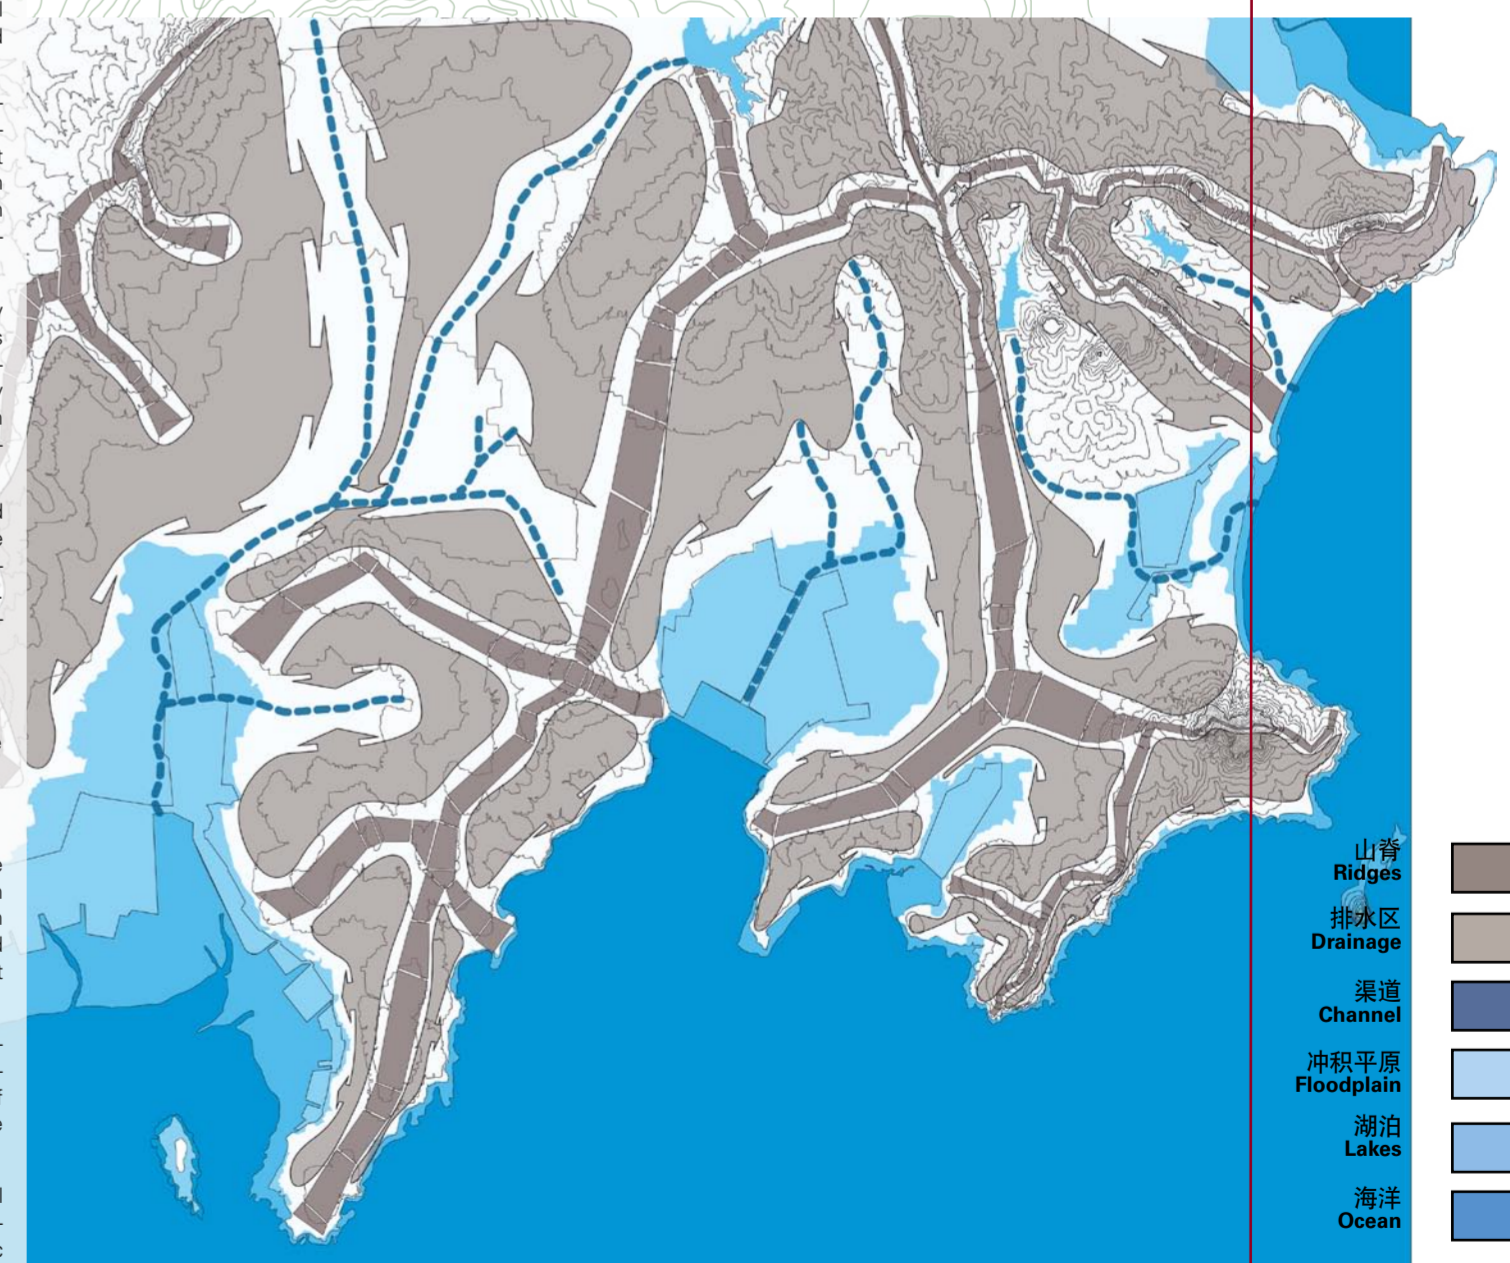 山脊
Ridges
排水区
Drainage
渠道
Channel
冲积平原
Floodplain
湖泊
Lakes
海洋
Ocean